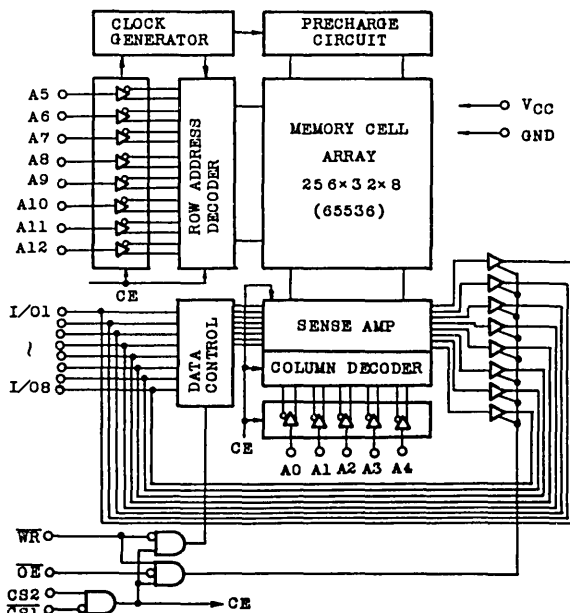 CLOCK
GENERATOR
PRECHARGE
CIRCUIT
A5
A6
A7
A8
A9
A10
A11
A12
ROW ADDRESS
DECODER
MEMORY CELL
ARRAY
256×32×8
(65536)
VCC
GND
CE
I/O1
~
I/O8
DATA
CONTROL
SENSE AMP
COLUMN DECODER
CE
A0 A1 A2 A3 A4
W̅R̅
O̅E̅
CS2
C̅S̅1̅
CE